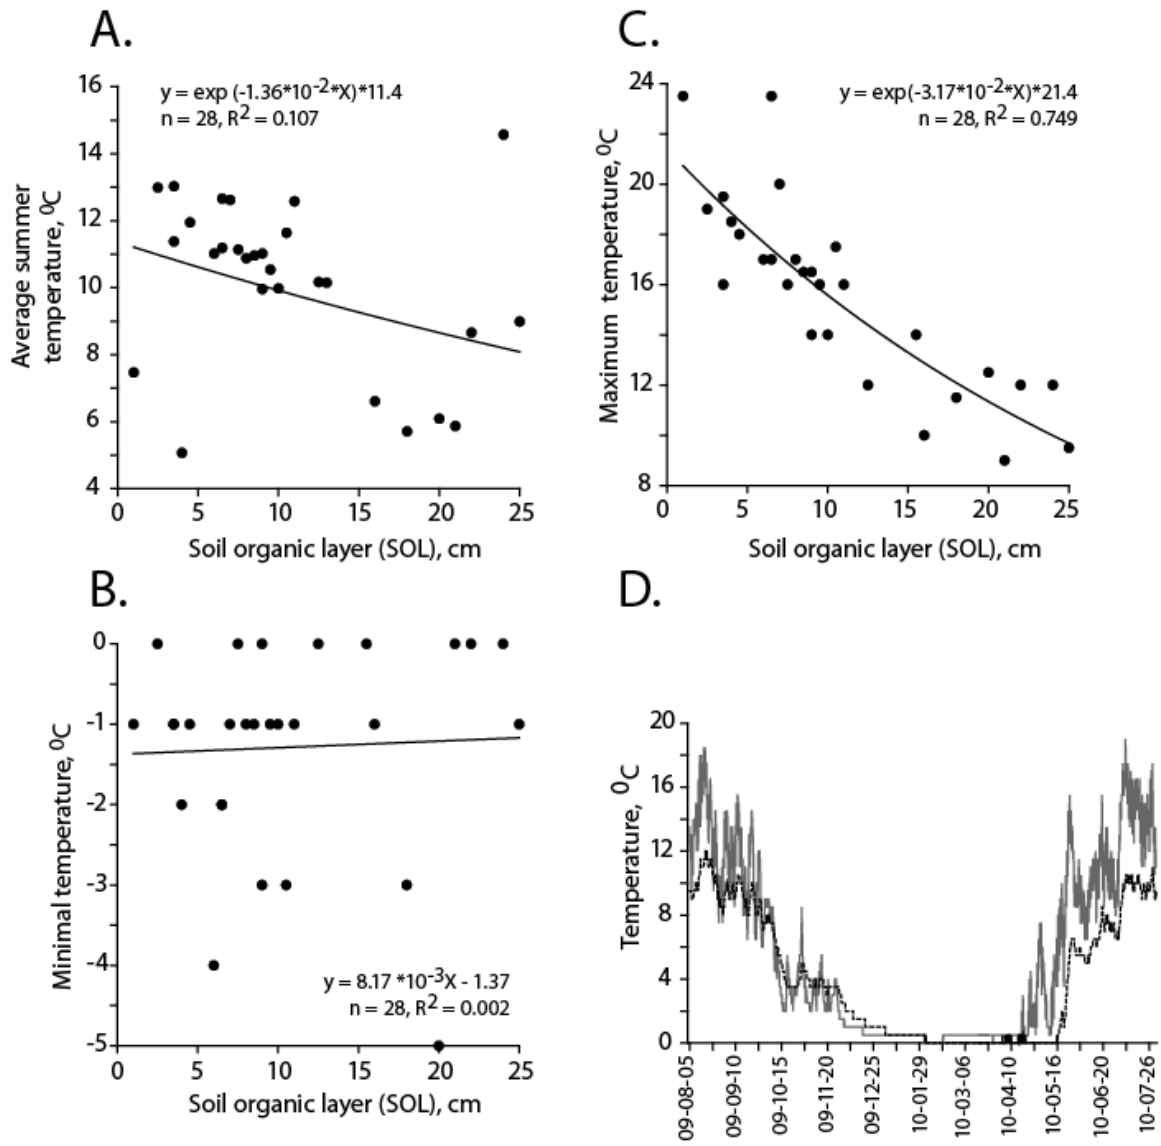 A.
y = exp (-1.36*10-2*X)*11.4
n = 28, R2 = 0.107
16
14
12
10
8
6
4
Average summer
temperature, 0C
0 5 10 15 20 25
Soil organic layer (SOL), cm
C.
y = exp(-3.17*10-2*X)*21.4
n = 28, R2 = 0.749
24
20
16
12
8
Maximum temperature, 0C
0 5 10 15 20 25
Soil organic layer (SOL), cm
B.
0
-1
-2
-3
-4
-5
Minimal temperature, 0C
y = 8.17 *10-3X - 1.37
n = 28, R2 = 0.002
0 5 10 15 20 25
Soil organic layer (SOL), cm
D.
20
16
12
8
4
0
Temperature, 0C
09-08-05
09-09-10
09-10-15
09-11-20
09-12-25
10-01-29
10-03-06
10-04-10
10-05-16
10-06-20
10-07-26